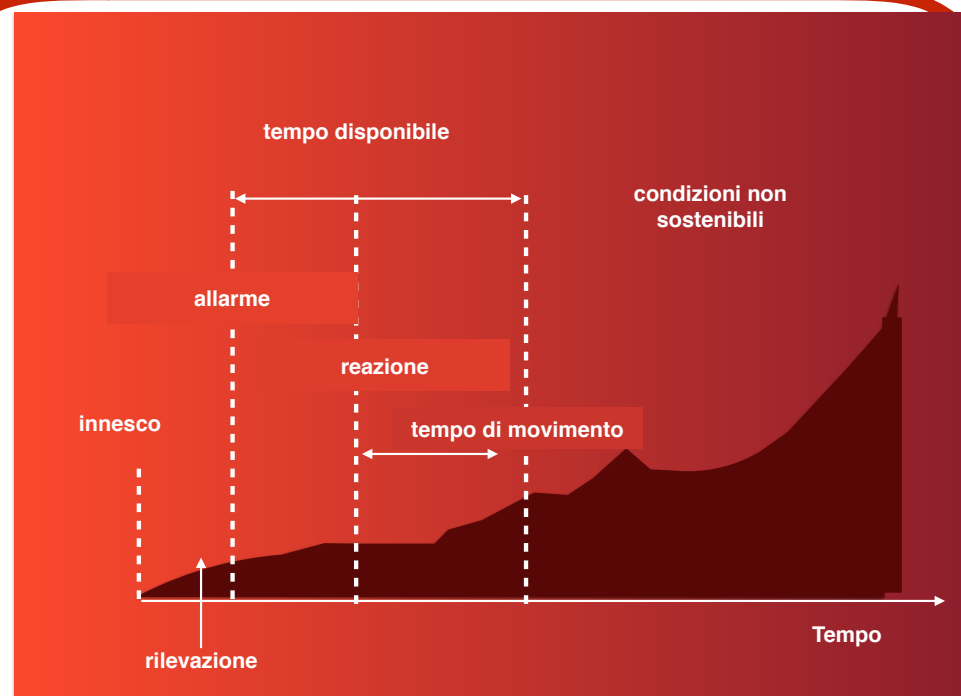 tempo disponibile
condizioni non
sostenibili
allarme
reazione
innesco
tempo di movimento
Tempo
rilevazione